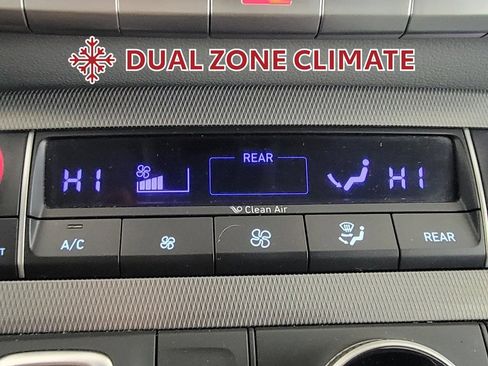 DUAL ZONE CLIMATE
HI REAR HI
Clean Air
A/C REAR